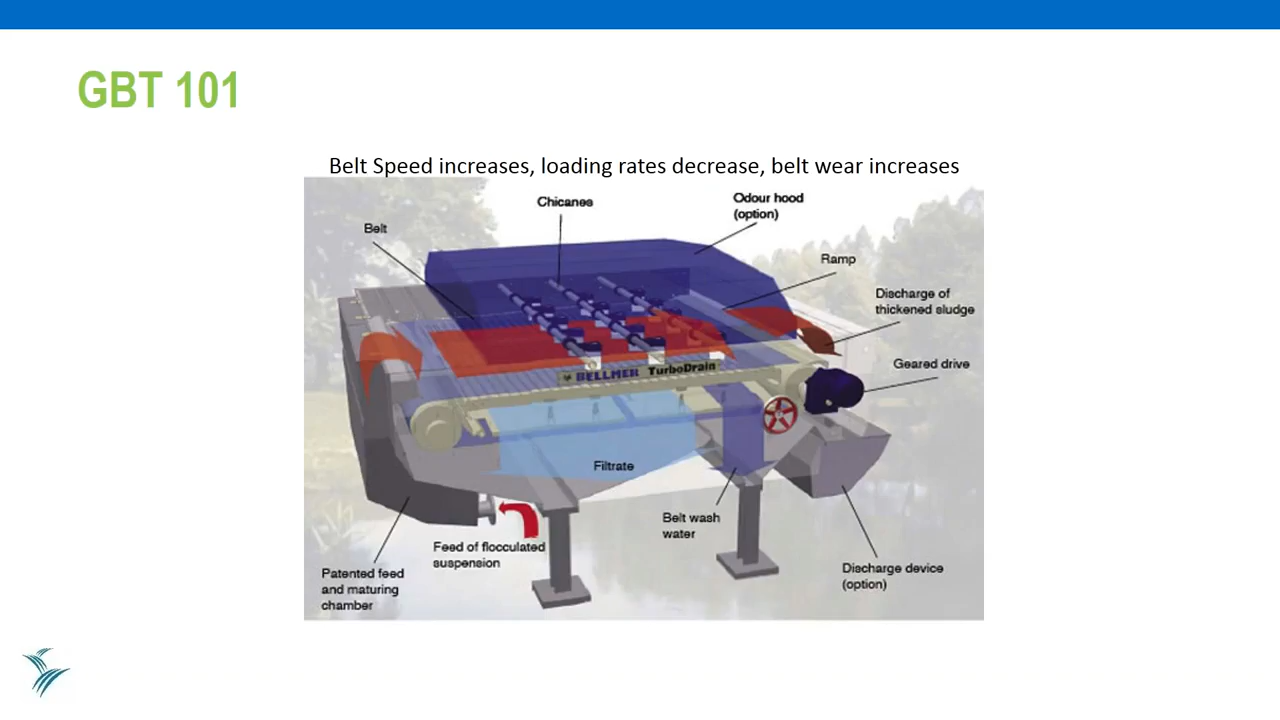 GBT 101
Belt Speed increases, loading rates decrease, belt wear increases
Chicanes
Odour hood
(option)
Belt
Ramp
Discharge of
thickened sludge
Geared drive
BELLMER TurboDrain
Filtrate
Belt wash
water
Feed of flocculated
suspension
Patented feed
and maturing
chamber
Discharge device
(option)